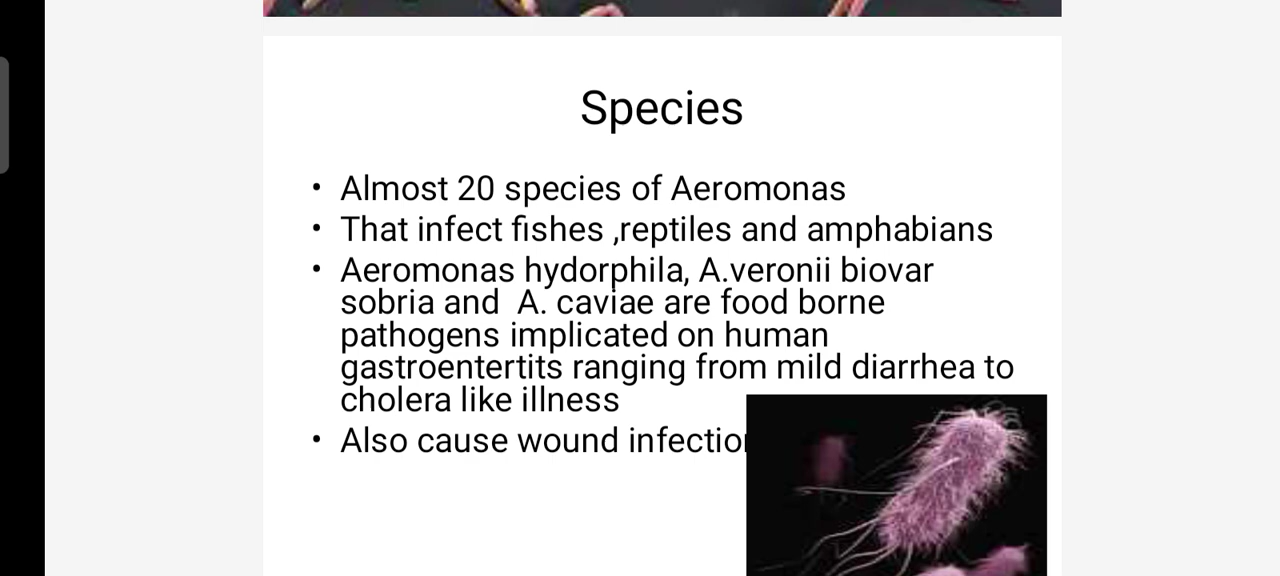 Species
• Almost 20 species of Aeromonas
• That infect fishes ,reptiles and amphabians
• Aeromonas hydorphila, A.veronii biovar
sobria and  A. caviae are food borne
pathogens implicated on human
gastroentertits ranging from mild diarrhea to
cholera like illness
• Also cause wound